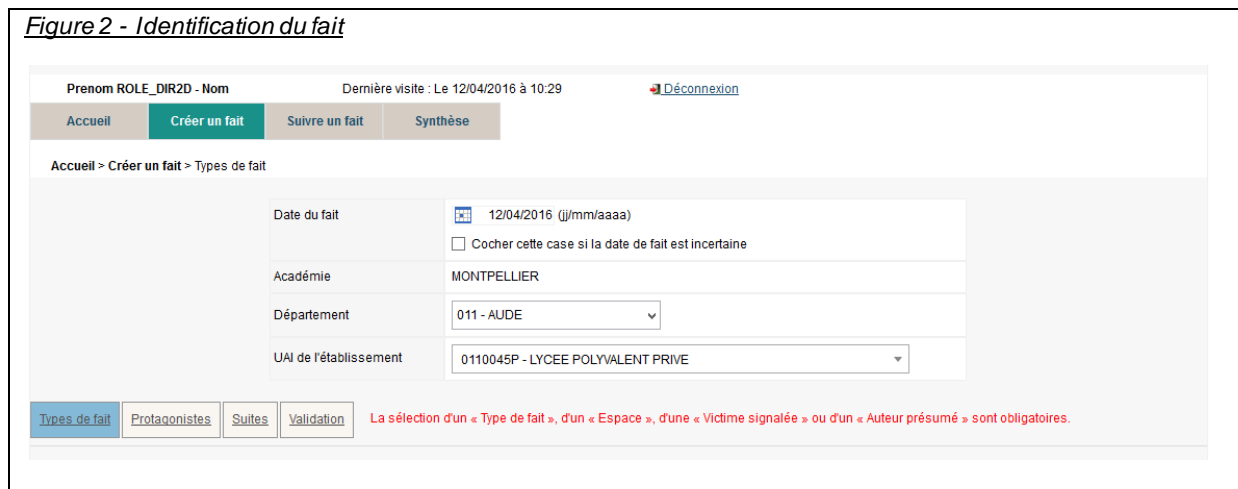 Figure 2 - Identification du fait
Prenom ROLE_DIR2D - Nom Dernière visite : Le 12/04/2016 à 10:29 Déconnexion
Accueil Créer un fait Suivre un fait Synthèse
Accueil > Créer un fait > Types de fait
Date du fait 12/04/2016 (jj/mm/aaaa)
Cocher cette case si la date de fait est incertaine
Académie MONTPELLIER
Département 011 - AUDE
UAI de l'établissement 0110045P - LYCEE POLYVALENT PRIVE
Types de fait Protagonistes Suites Validation La sélection d'un « Type de fait », d'un « Espace », d'une « Victime signalée » ou d'un « Auteur présumé » sont obligatoires.